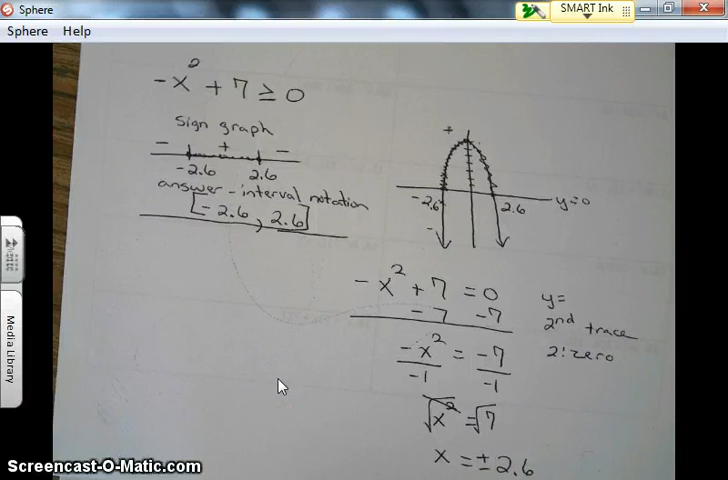 Sphere
SMART Ink
Sphere Help
-x² + 7 ≥ 0
sign graph
- + -
-2.6 2.6
answer - interval notation
[-2.6, 2.6]
+
-2.6 2.6 y=0
-
-x² + 7 = 0
-7 -7
-x² = -7
-1 -1
√x² = √7
x = ± 2.6
y=
2nd trace
2: zero
Media Library
Screencast-O-Matic.com